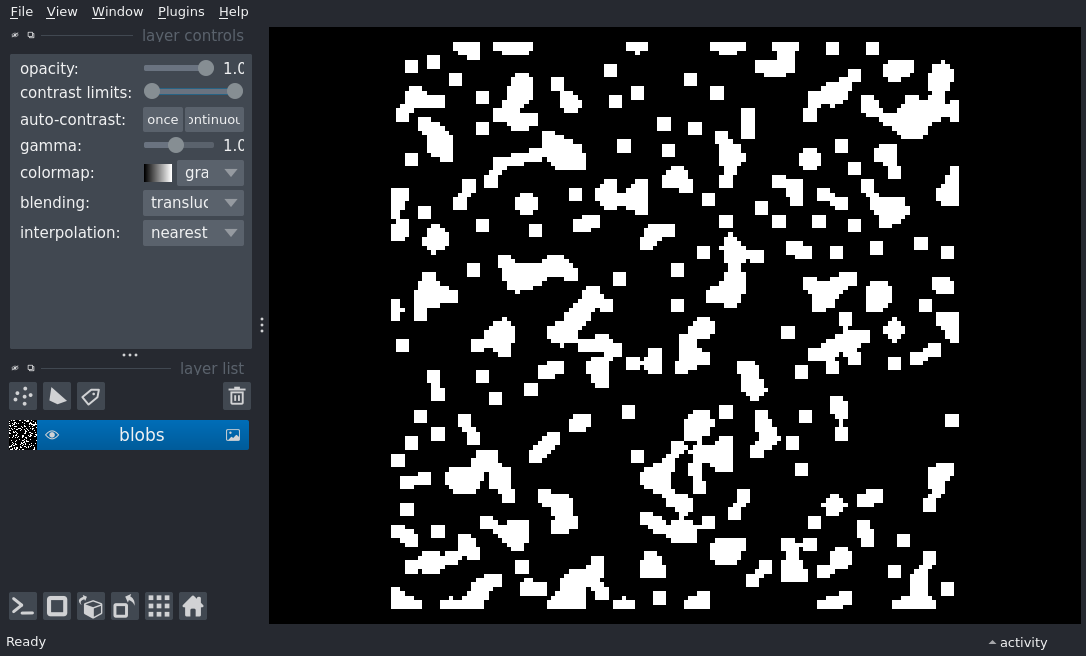 File View Window Plugins Help
layer controls
opacity: 1.0
contrast limits:
auto-contrast: once ontinuou
gamma: 1.0
colormap: gra
blending: transluc
interpolation: nearest
layer list
blobs
Ready activity